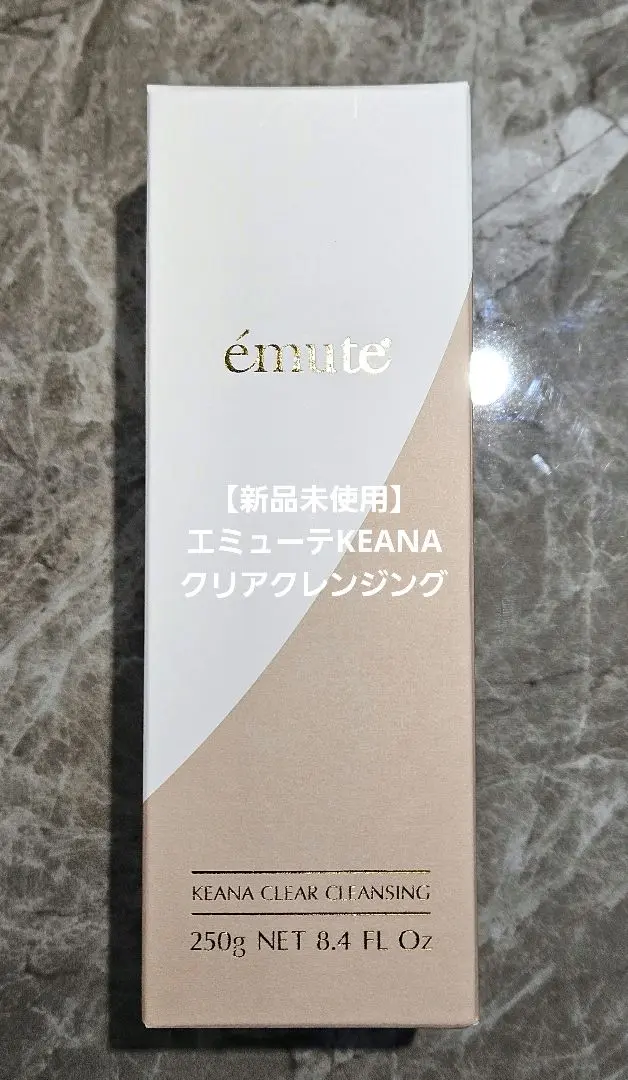 émute
【新品未使用】
エミューテKEANA
クリアクレンジング
KEANA CLEAR CLEANSING
250g NET 8.4 FL Oz